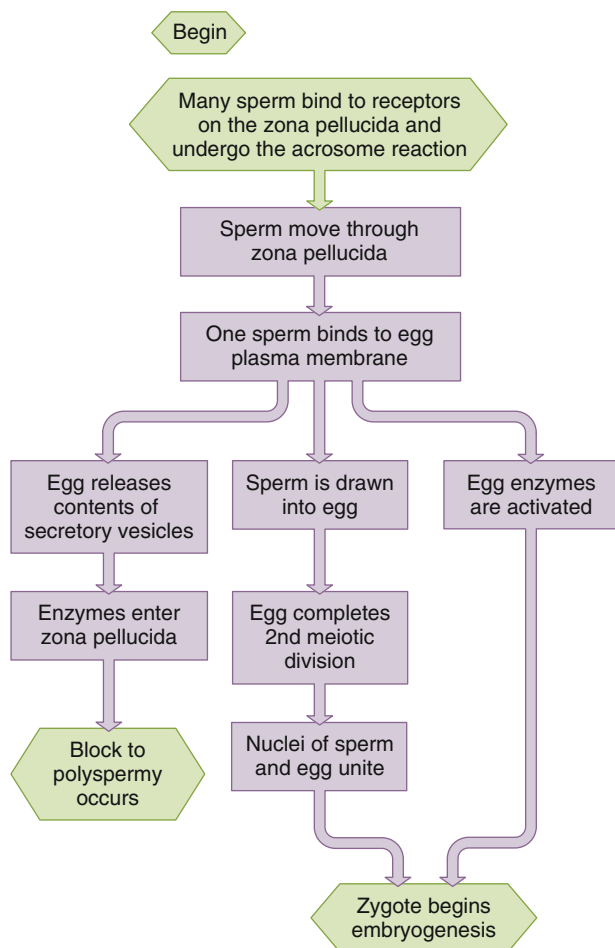 Begin
Many sperm bind to receptors
on the zona pellucida and
undergo the acrosome reaction
Sperm move through
zona pellucida
One sperm binds to egg
plasma membrane
Egg releases
contents of
secretory vesicles
Sperm is drawn
into egg
Egg enzymes
are activated
Enzymes enter
zona pellucida
Egg completes
2nd meiotic
division
Block to
polyspermy
occurs
Nuclei of sperm
and egg unite
Zygote begins
embryogenesis